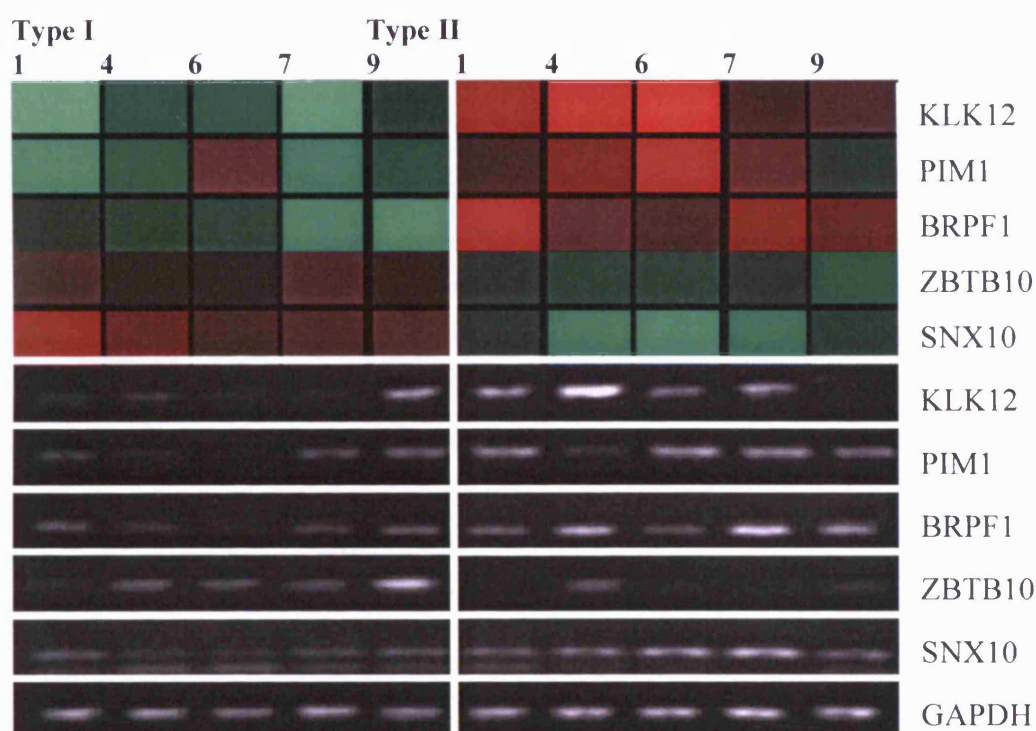 Type I Type II
1 4 6 7 9 1 4 6 7 9
KLK12
PIM1
BRPF1
ZBTB10
SNX10
KLK12
PIM1
BRPF1
ZBTB10
SNX10
GAPDH